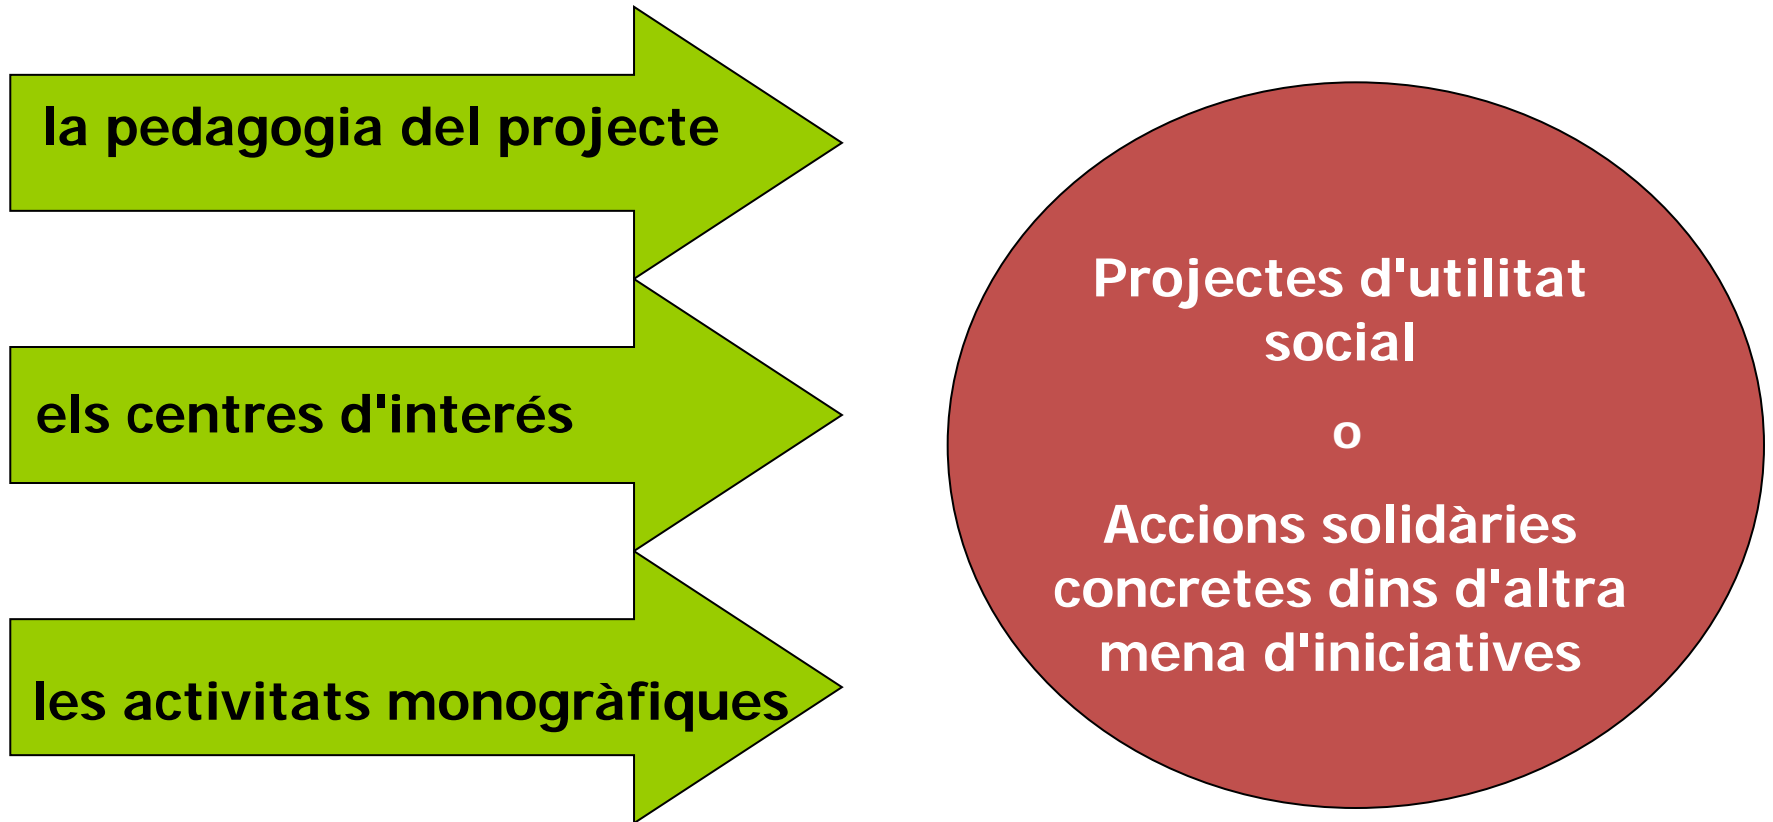 la pedagogia del projecte
els centres d'interés
les activitats monogràfiques
Projectes d'utilitat
social
o
Accions solidàries
concretes dins d'altra
mena d'iniciatives